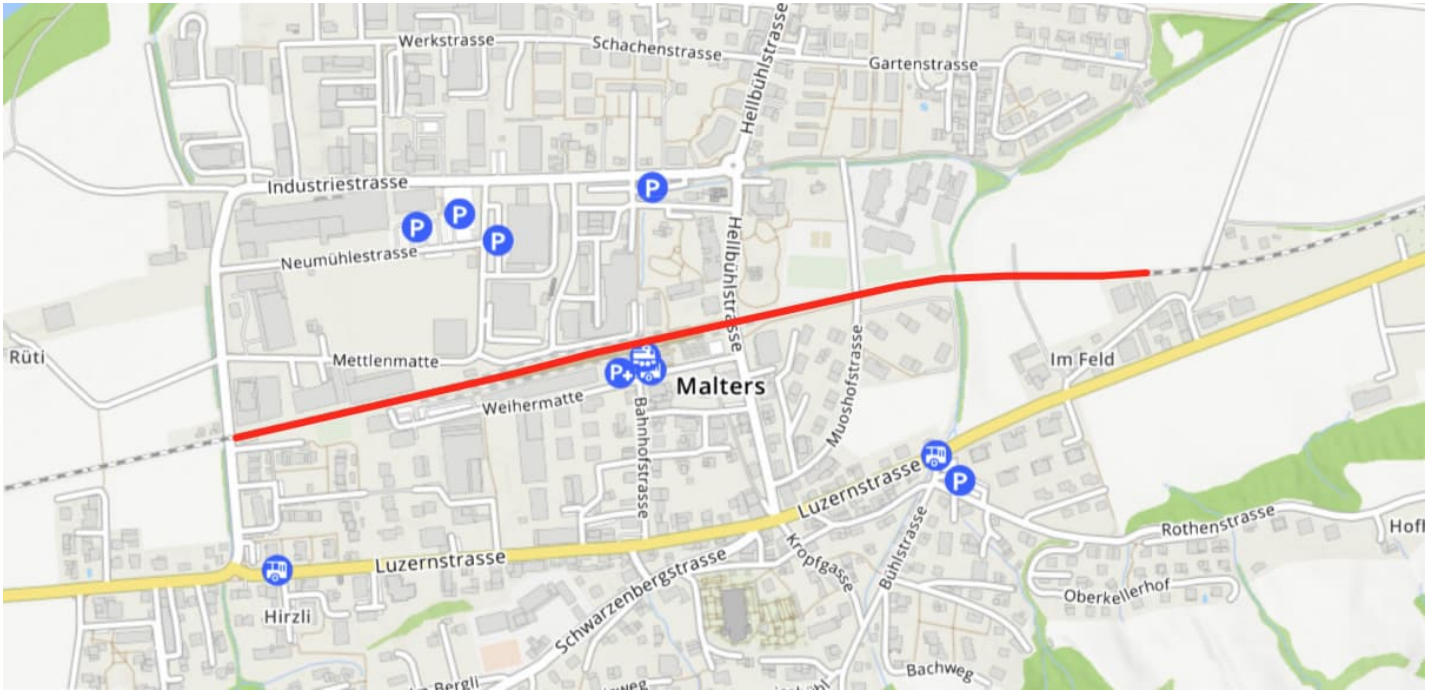 Werkstrasse
Schachenstrasse
Gartenstrasse
Hellbühlstrasse
Industriestrasse
P
P
P
P
Neumühlestrasse
Hellbühlstrasse
Rüti
Mettlenmatte
P+
Malters
Im Feld
Weihermatte
Bahnhofstrasse
Muoshofstrasse
Luzernstrasse
P
Rothenstrasse
Luzernstrasse
Kropfgasse
Bühlstrasse
Schwarzenbergstrasse
Oberkellerhof
Hirzli
Bachweg